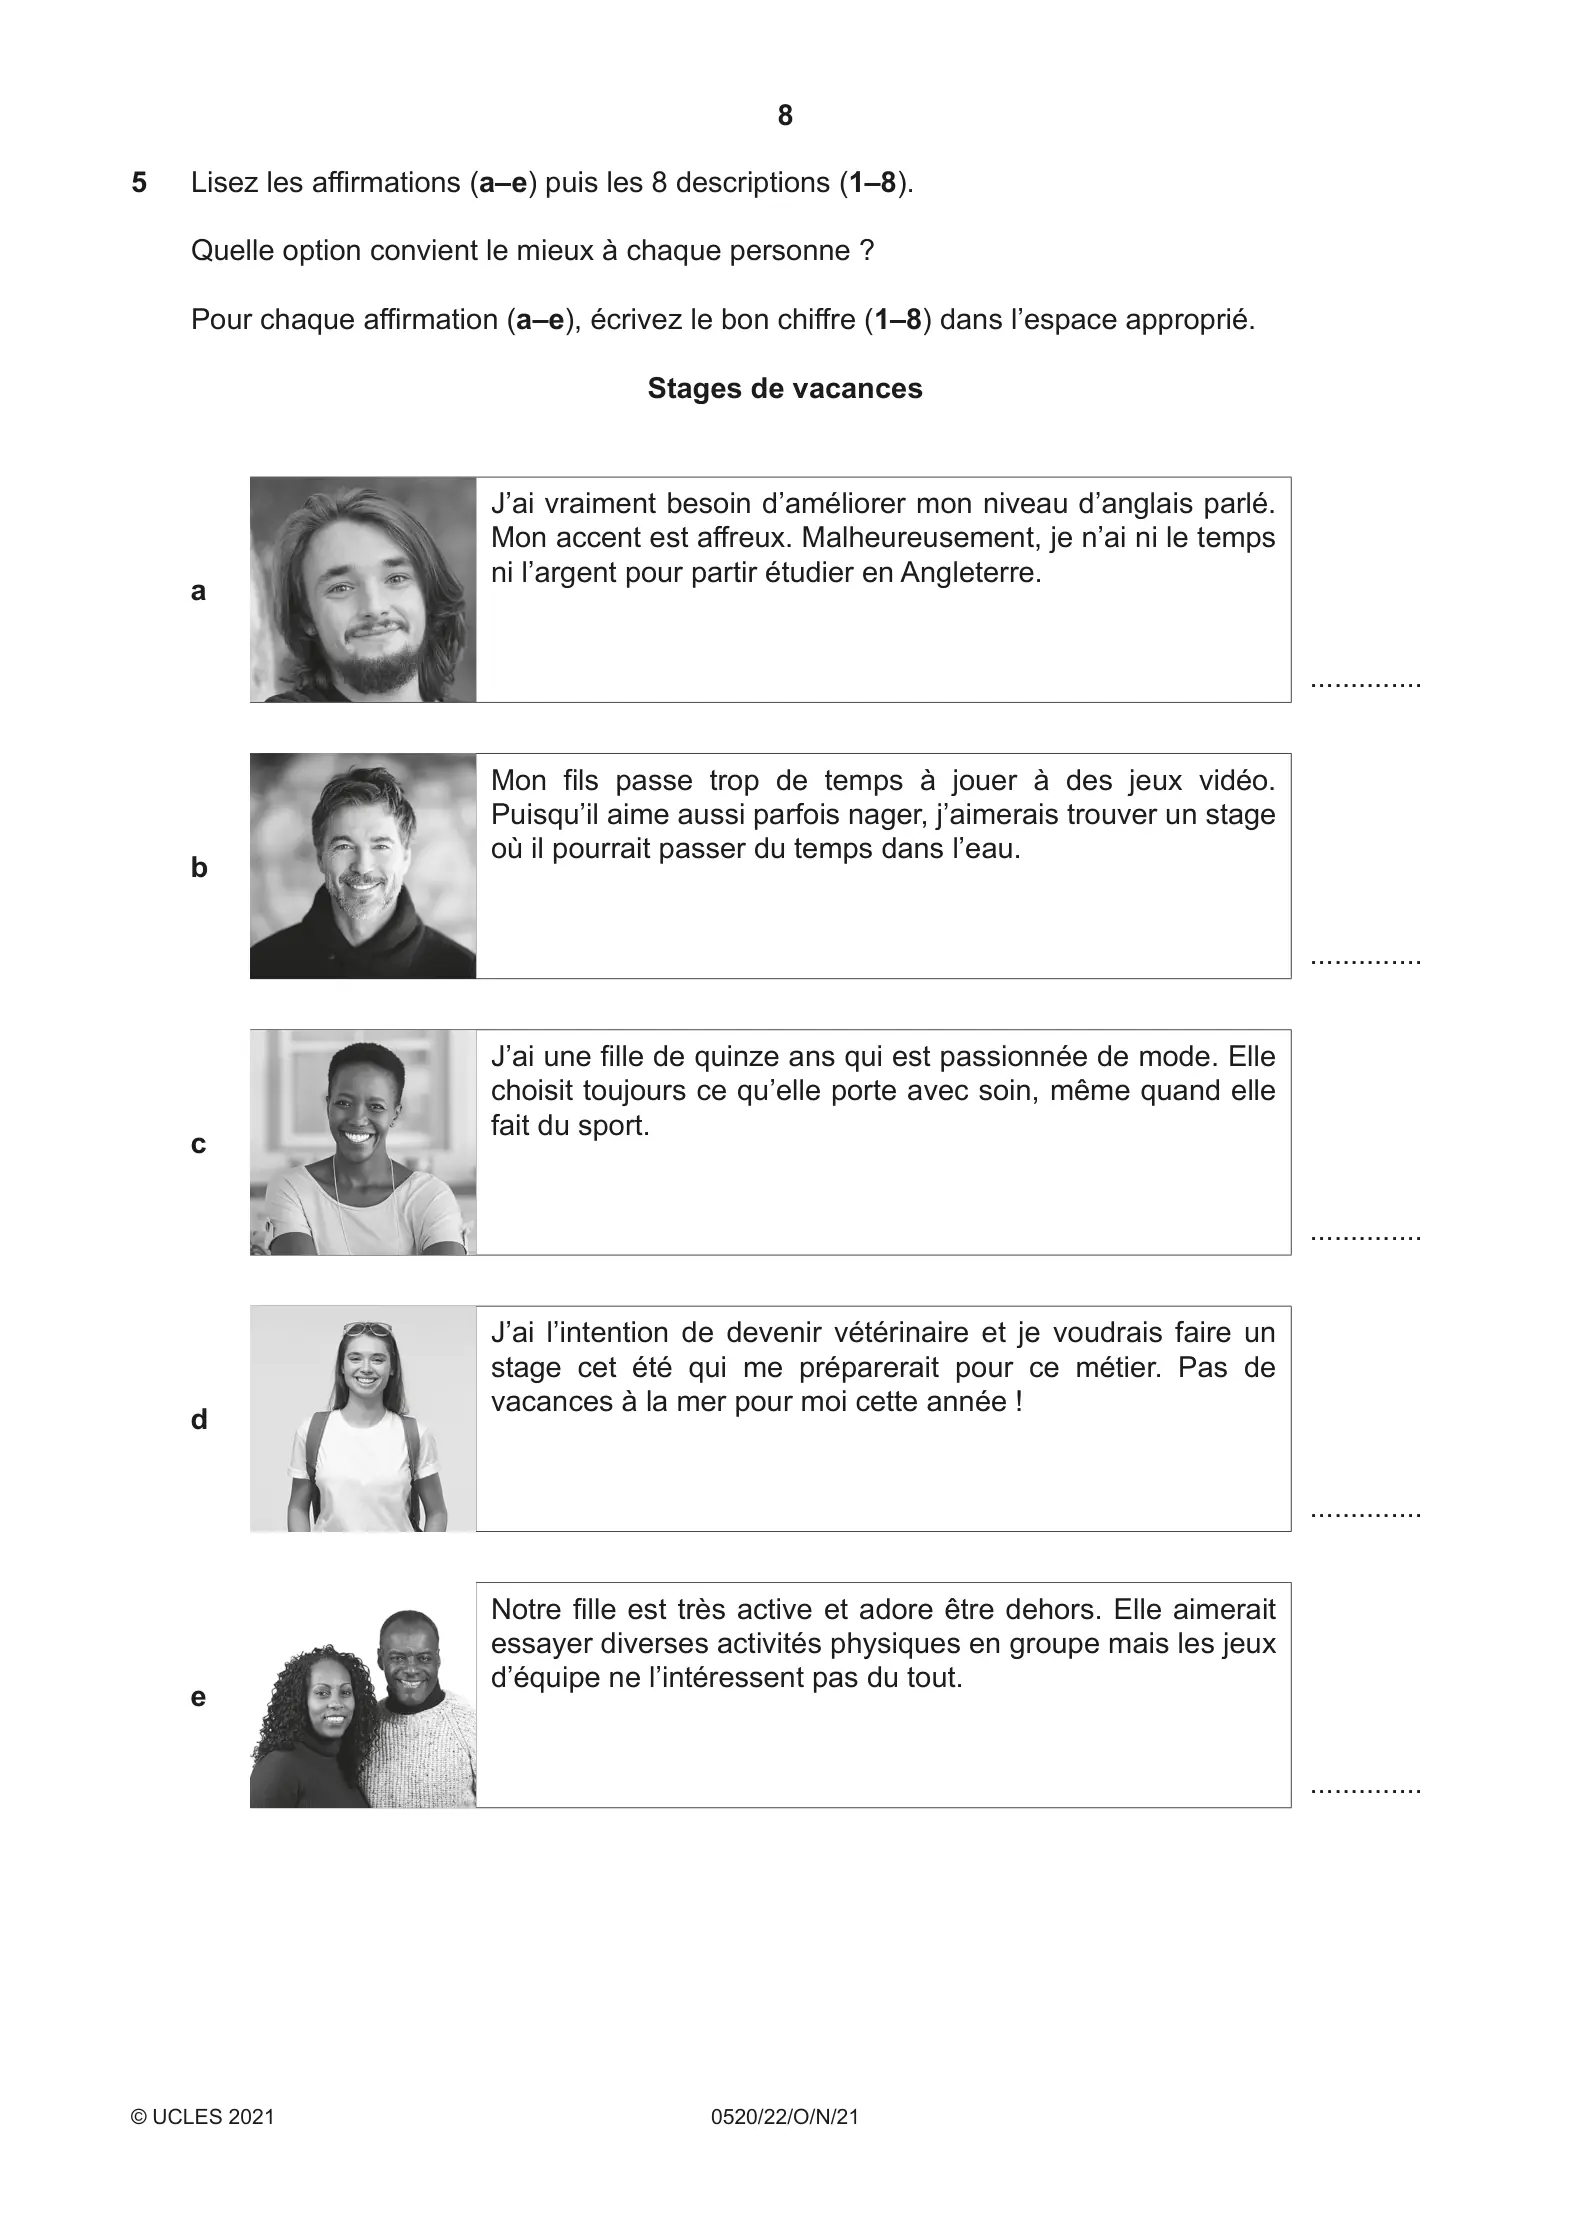 8
5 Lisez les affirmations (a–e) puis les 8 descriptions (1–8).
Quelle option convient le mieux à chaque personne ?
Pour chaque affirmation (a–e), écrivez le bon chiffre (1–8) dans l’espace approprié.
Stages de vacances
a
J’ai vraiment besoin d’améliorer mon niveau d’anglais parlé.
Mon accent est affreux. Malheureusement, je n’ai ni le temps
ni l’argent pour partir étudier en Angleterre.
..............
b
Mon fils passe trop de temps à jouer à des jeux vidéo.
Puisqu’il aime aussi parfois nager, j’aimerais trouver un stage
où il pourrait passer du temps dans l’eau.
..............
c
J’ai une fille de quinze ans qui est passionnée de mode. Elle
choisit toujours ce qu’elle porte avec soin, même quand elle
fait du sport.
..............
d
J’ai l’intention de devenir vétérinaire et je voudrais faire un
stage cet été qui me préparerait pour ce métier. Pas de
vacances à la mer pour moi cette année !
..............
e
Notre fille est très active et adore être dehors. Elle aimerait
essayer diverses activités physiques en groupe mais les jeux
d’équipe ne l’intéressent pas du tout.
..............
© UCLES 2021 0520/22/O/N/21